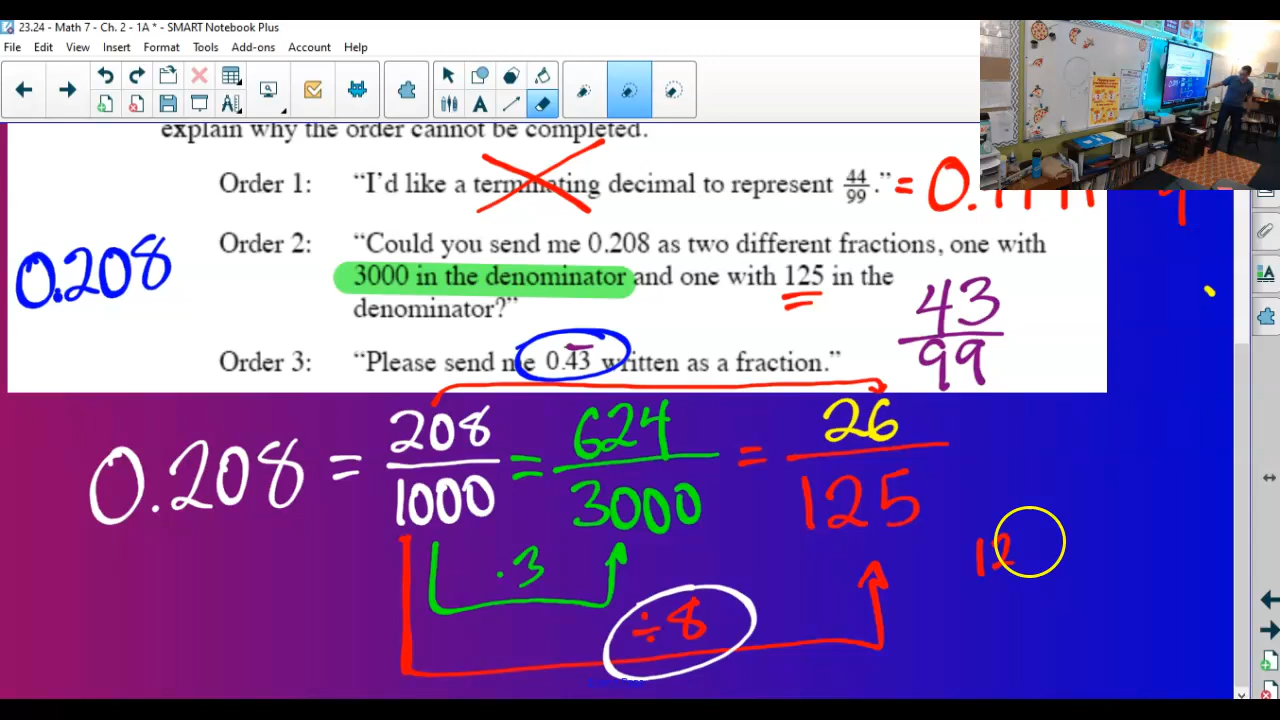 23.24 - Math 7 - Ch. 2 - 1A * - SMART Notebook Plus
File Edit View Insert Format Tools Add-ons Account Help
explain why the order cannot be completed.
Order 1: “I’d like a terminating decimal to represent 44/99.” = 0.
Order 2: “Could you send me 0.208 as two different fractions, one with
0.208
3000 in the denominator and one with 125 in the
denominator?”
43/99
Order 3: “Please send me 0.43 written as a fraction.”
0.208 = 208/1000 = 624/3000 = 26/125
12
·3
÷8